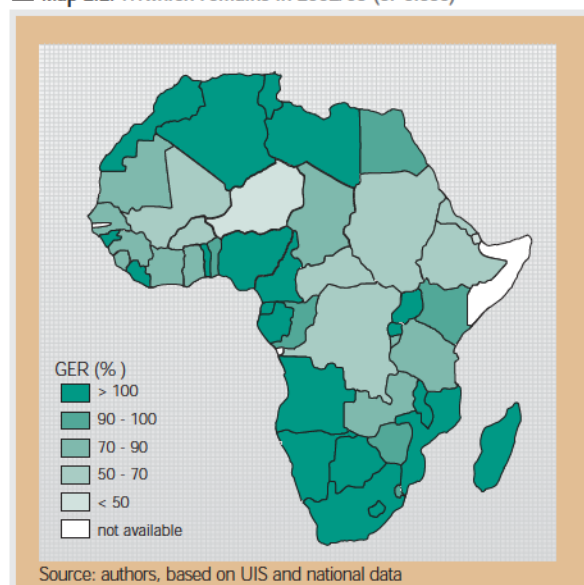 GER (%)
> 100
90 - 100
70 - 90
50 - 70
< 50
not available
Source: authors, based on UIS and national data